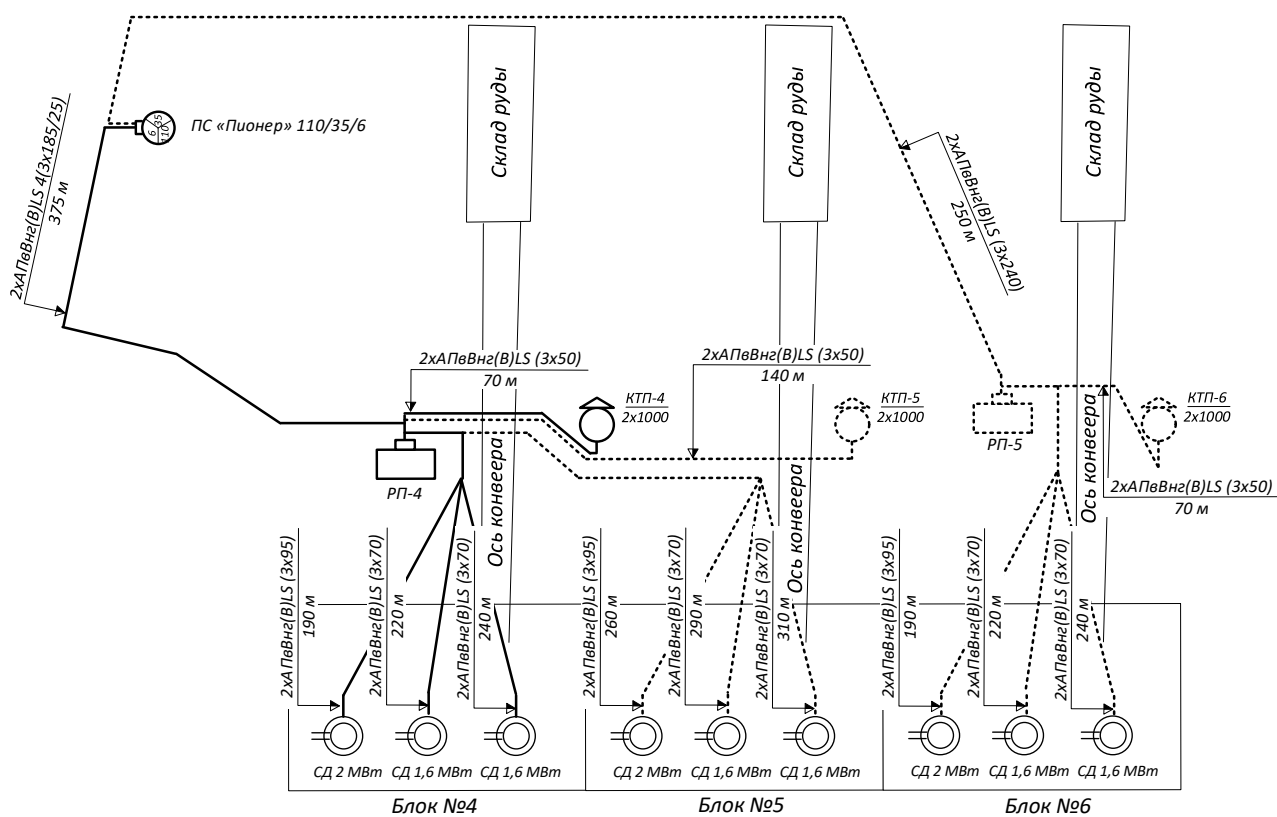 Склад руды
Склад руды
Склад руды
ПС «Пионер» 110/35/6
6
35
110
2хАПвВнг(В)LS 4(3х185/25)
375 м
2хАПвВнг(В)LS (3х240)
250 м
2хАПвВнг(В)LS (3х50)
70 м
2хАПвВнг(В)LS (3х50)
140 м
КТП-4
2х1000
КТП-5
2х1000
КТП-6
2х1000
РП-4
РП-5
2хАПвВнг(В)LS (3х50)
70 м
Ось конвеера
Ось конвеера
Ось конвеера
2хАПвВнг(В)LS (3х95)
190 м
2хАПвВнг(В)LS (3х70)
220 м
2хАПвВнг(В)LS (3х70)
240 м
2хАПвВнг(В)LS (3х95)
260 м
2хАПвВнг(В)LS (3х70)
290 м
2хАПвВнг(В)LS (3х70)
310 м
2хАПвВнг(В)LS (3х95)
190 м
2хАПвВнг(В)LS (3х70)
220 м
2хАПвВнг(В)LS (3х70)
240 м
СД 2 МВт СД 1,6 МВт СД 1,6 МВт
СД 2 МВт СД 1,6 МВт СД 1,6 МВт
СД 2 МВт СД 1,6 МВт СД 1,6 МВт
Блок №4
Блок №5
Блок №6